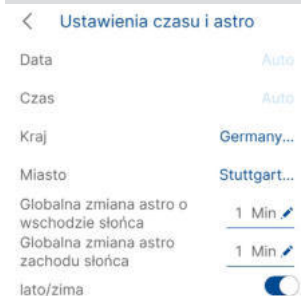 Ustawienia czasu i astro
Data Auto
Czas Auto
Kraj Germany...
Miasto Stuttgart...
Globalna zmiana astro o
wschodzie słońca 1 Min
Globalna zmiana astro
zachodu słońca 1 Min
lato/zima